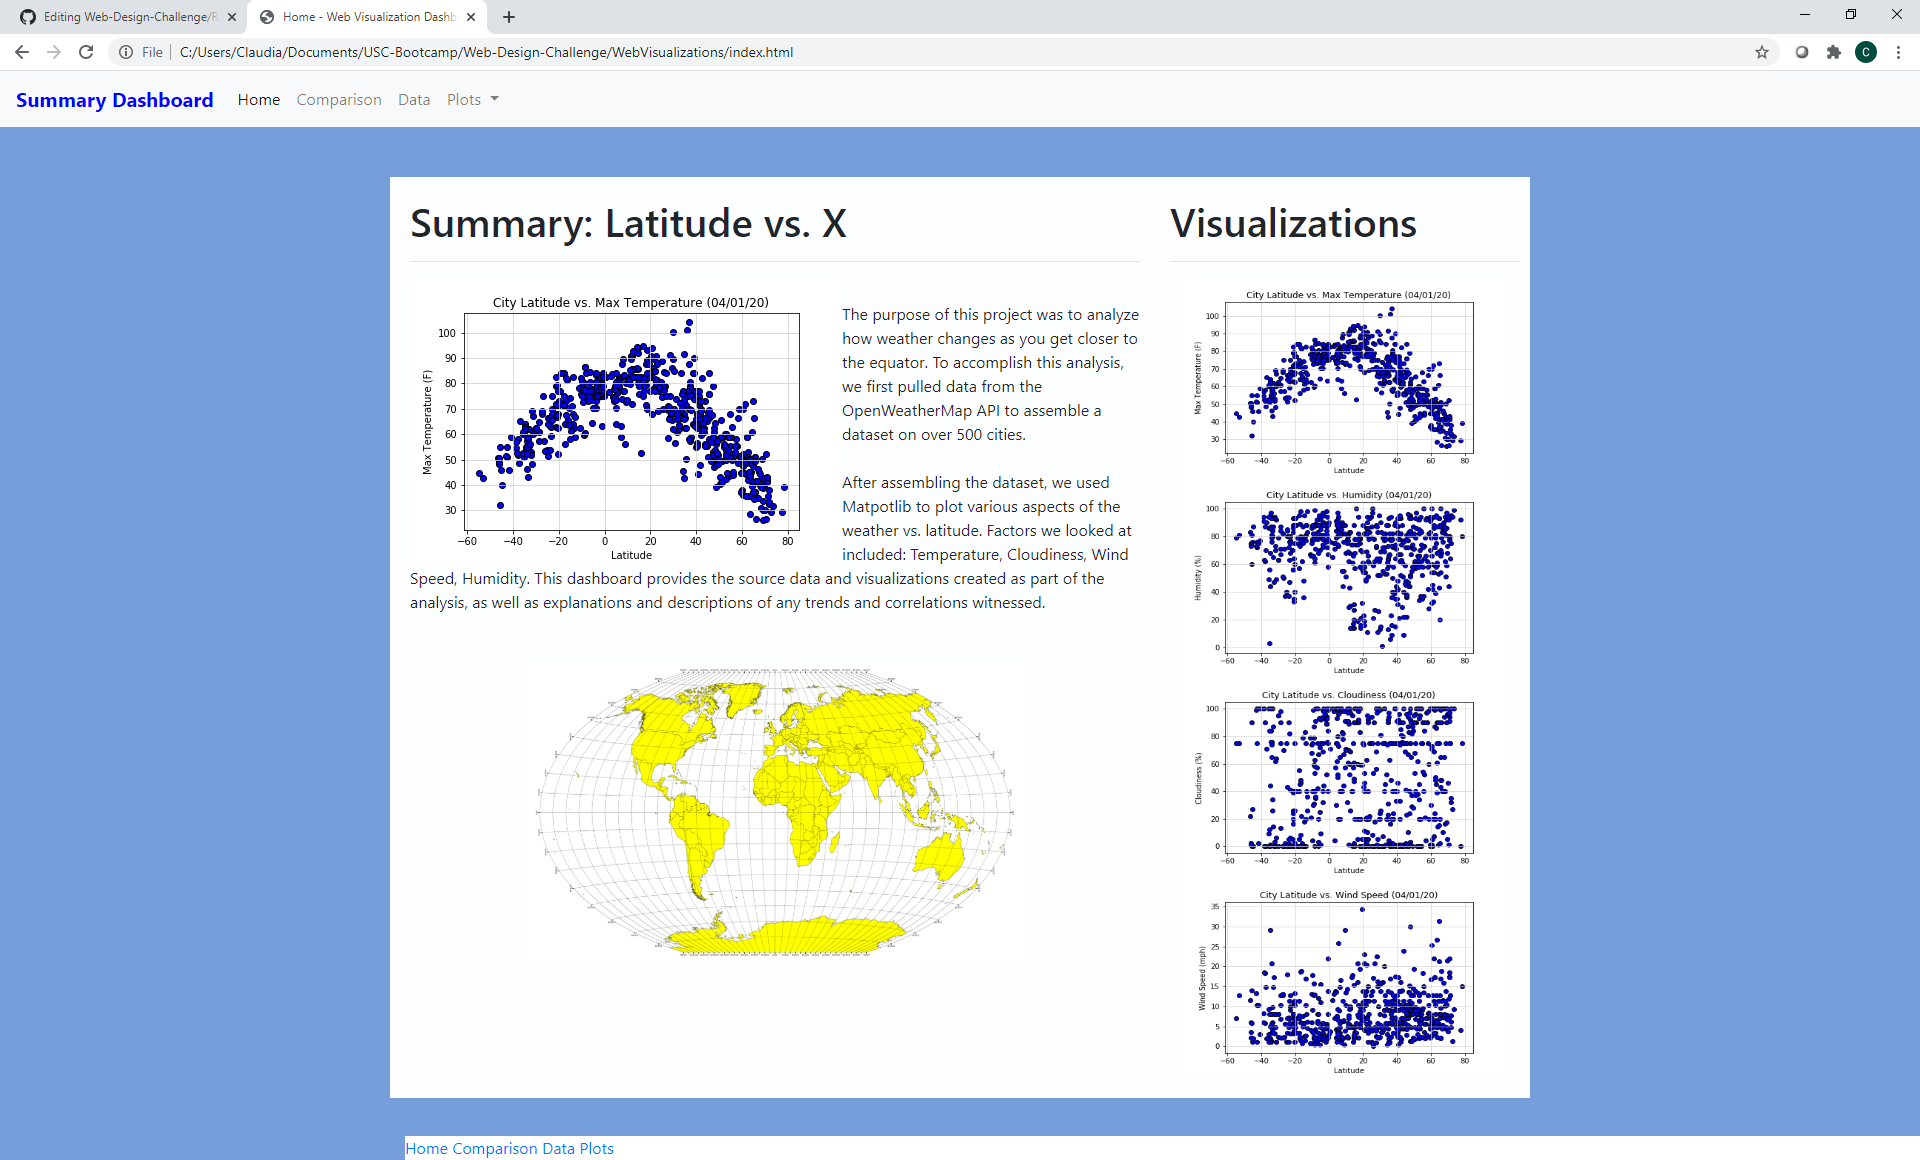 Editing Web-Design-Challenge/R
Home - Web Visualization Dashb
File
C:/Users/Claudia/Documents/USC-Bootcamp/Web-Design-Challenge/WebVisualizations/index.html
C
Summary Dashboard
Home
Comparison
Data
Plots
Summary: Latitude vs. X
City Latitude vs. Max Temperature (04/01/20)
Max Temperature (F)
100
90
80
70
60
50
40
30
−60 −40 −20 0 20 40 60 80
Latitude
The purpose of this project was to analyze
how weather changes as you get closer to
the equator. To accomplish this analysis,
we first pulled data from the
OpenWeatherMap API to assemble a
dataset on over 500 cities.
After assembling the dataset, we used
Matpotlib to plot various aspects of the
weather vs. latitude. Factors we looked at
included: Temperature, Cloudiness, Wind
Speed, Humidity. This dashboard provides the source data and visualizations created as part of the
analysis, as well as explanations and descriptions of any trends and correlations witnessed.
Visualizations
City Latitude vs. Max Temperature (04/01/20)
Max Temperature (F)
100
90
80
70
60
50
40
30
−60 −40 −20 0 20 40 60 80
Latitude
City Latitude vs. Humidity (04/01/20)
Humidity (%)
100
80
60
40
20
0
−60 −40 −20 0 20 40 60 80
Latitude
City Latitude vs. Cloudiness (04/01/20)
Cloudiness (%)
100
80
60
40
20
0
−60 −40 −20 0 20 40 60 80
Latitude
City Latitude vs. Wind Speed (04/01/20)
Wind Speed (mph)
35
30
25
20
15
10
5
0
−60 −40 −20 0 20 40 60 80
Latitude
Home Comparison Data Plots